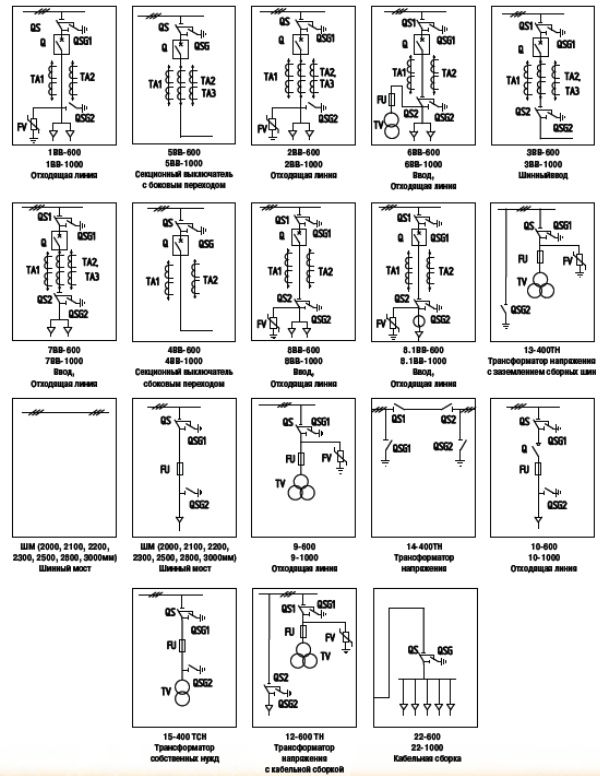 QS
QSG1
Q
TA1
TA2
QSG2
FV
1ВВ-600
1ВВ-1000
Отходящая линия
QS
Q
QSG
TA1
TA2
TA3
5ВВ-600
5ВВ-1000
Секционный выключатель
с боковым переходом
QS
QSG1
Q
TA1
TA2,
TA3
QSG2
FV
2ВВ-600
2ВВ-1000
Отходящая линия
QS1
QSG1
Q
TA1
TA2
FU
QS2
QSG2
TV
6ВВ-600
6ВВ-1000
Ввод,
Отходящая линия
QS1
QSG1
Q
TA1
TA2,
TA3
QS2
QSG2
3ВВ-600
3ВВ-1000
Шинныйввод
QS1
QSG1
Q
TA1
TA2,
TA3
QS2
QSG2
7ВВ-600
7ВВ-1000
Ввод,
Отходящая линия
QS
Q
QSG
TA1
TA2
4ВВ-600
4ВВ-1000
Секционный выключатель
сбоковым переходом
QS1
QSG1
Q
TA1
TA2
QS2
FV
QSG2
8ВВ-600
8ВВ-1000
Ввод,
Отходящая линия
QS1
Q
QSG1
TA1
TA2
QS2
FV
QSG2
8.1ВВ-600
8.1ВВ-1000
Ввод,
Отходящая линия
QS
QSG1
FU
FV
TV
QSG2
13-400ТН
Трансформатор напряжения
с заземлением сборных шин
ШМ (2000, 2100, 2200,
2300, 2500, 2800, 3000мм)
Шинный мост
QS
QSG1
FU
QSG2
ШМ (2000, 2100, 2200,
2300, 2500, 2800, 3000мм)
Шинный мост
QS
QSG1
FU
FV
TV
9-600
9-1000
Отходящая линия
QS1
QS2
QSG1
QSG2
14-400ТН
Трансформатор
напряжения
QS
QSG1
Q
FU
QSG2
10-600
10-1000
Отходящая линия
QS
QSG1
FU
QSG2
TV
15-400 ТСН
Трансформатор
собственных нужд
QS1
QSG1
FU
FV
TV
QS2
QSG2
12-600 ТН
Трансформатор
напряжения
с кабельной сборкой
QS
QSG
22-600
22-1000
Кабельная сборка